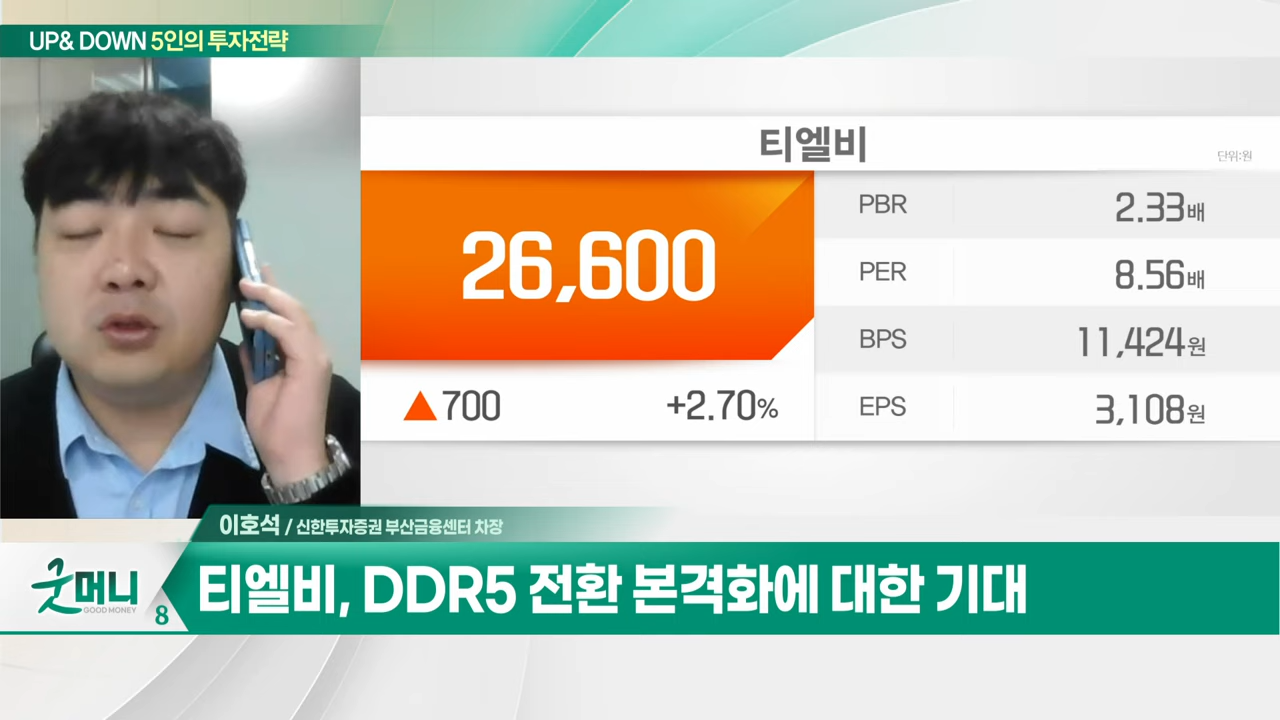 UP& DOWN 5인의 투자전략
티엘비
단위:원
26,600
▲700 +2.70%
PBR 2.33배
PER 8.56배
BPS 11,424원
EPS 3,108원
이호석 / 신한투자증권 부산금융센터 차장
굿머니
GOOD MONEY
8
티엘비, DDR5 전환 본격화에 대한 기대